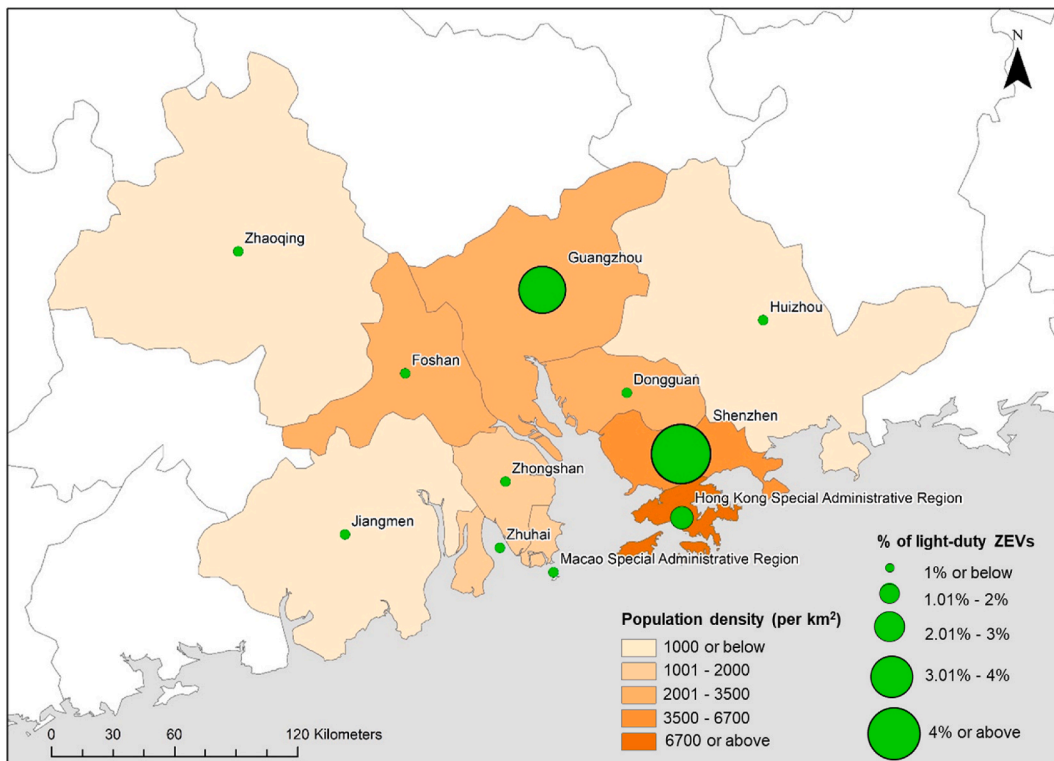 N
Zhaoqing
Guangzhou
Huizhou
Foshan
Dongguan
Shenzhen
Zhongshan
Hong Kong Special Administrative Region
Jiangmen
Zhuhai
Macao Special Administrative Region
% of light-duty ZEVs
1% or below
1.01% - 2%
2.01% - 3%
3.01% - 4%
4% or above
Population density (per km²)
1000 or below
1001 - 2000
2001 - 3500
3500 - 6700
6700 or above
0 30 60 120 Kilometers